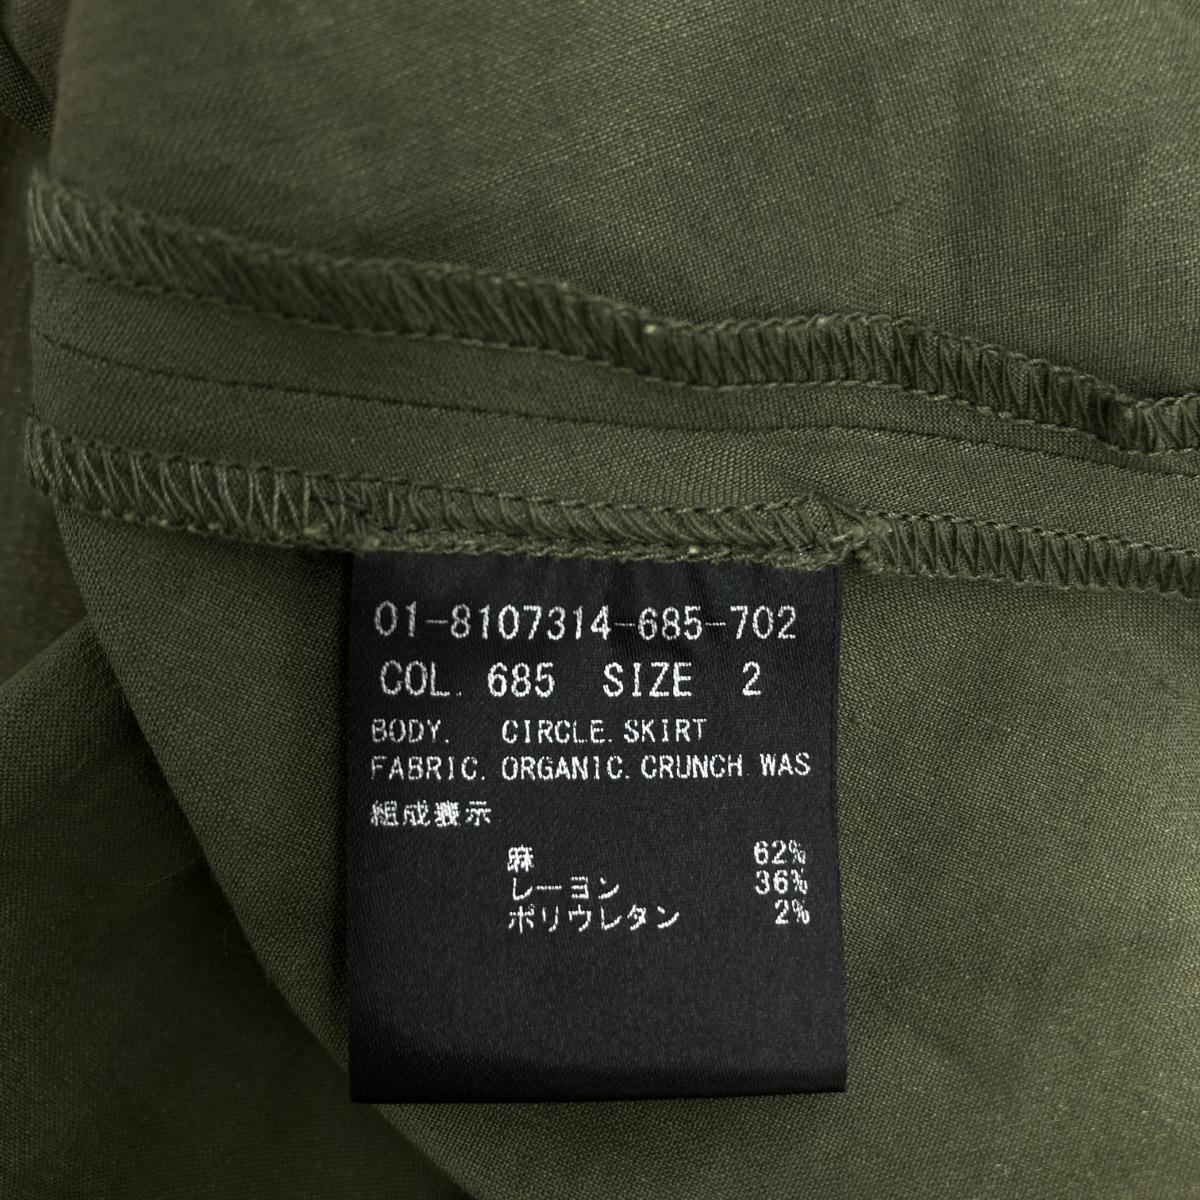 01-8107314-685-702
COL. 685 SIZE 2
BODY. CIRCLE.SKIRT
FABRIC. ORGANIC.CRUNCH.WAS
組成表示
麻 62%
レーヨン 36%
ポリウレタン 2%